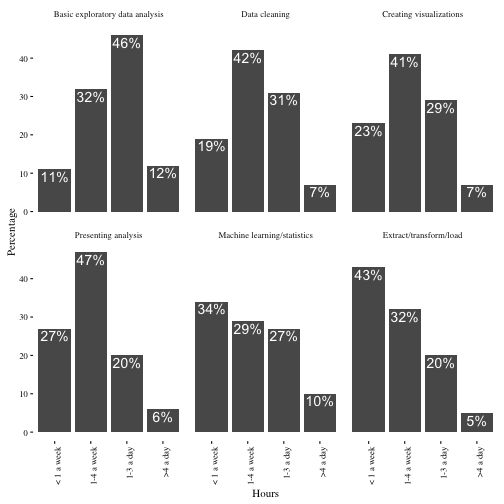 Basic exploratory data analysis
Data cleaning
Creating visualizations
40
30
20
10
0
11%
32%
46%
12%
19%
42%
31%
7%
23%
41%
29%
7%
Percentage
Presenting analysis
Machine learning/statistics
Extract/transform/load
40
30
20
10
0
27%
47%
20%
6%
34%
29%
27%
10%
43%
32%
20%
5%
< 1 a week
1-4 a week
1-3 a day
>4 a day
< 1 a week
1-4 a week
1-3 a day
>4 a day
< 1 a week
1-4 a week
1-3 a day
>4 a day
Hours